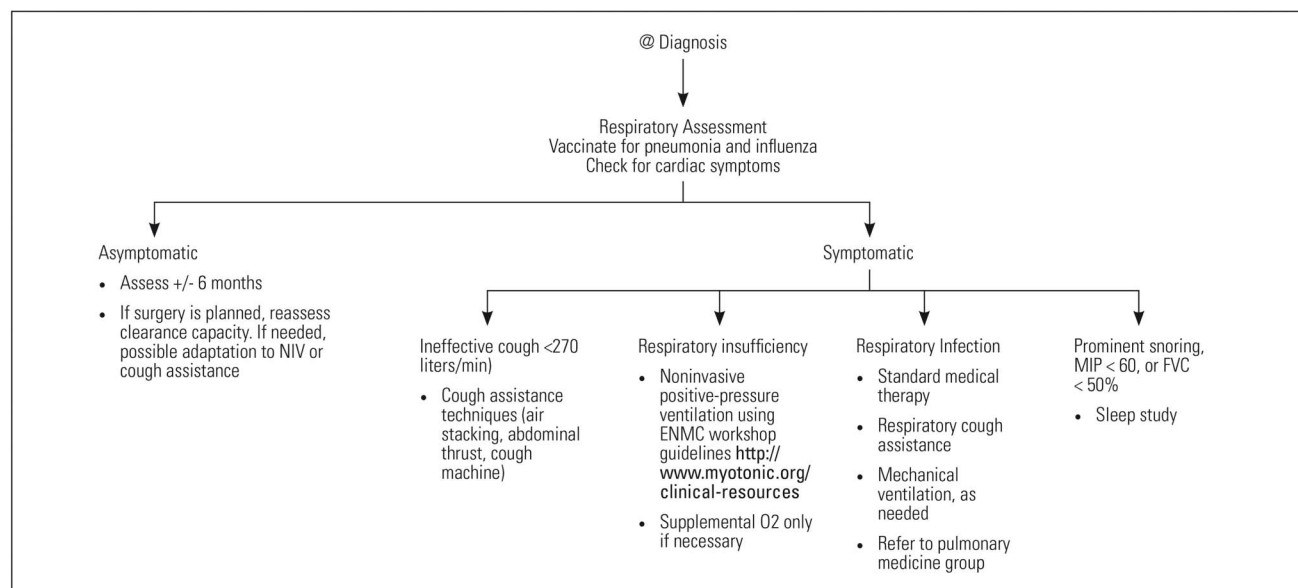 @ Diagnosis
Respiratory Assessment
Vaccinate for pneumonia and influenza
Check for cardiac symptoms
Asymptomatic
• Assess +/- 6 months
• If surgery is planned, reassess
clearance capacity. If needed,
possible adaptation to NIV or
cough assistance
Symptomatic
Ineffective cough <270
liters/min)
• Cough assistance
techniques (air
stacking, abdominal
thrust, cough
machine)
Respiratory insufficiency
• Noninvasive
positive-pressure
ventilation using
ENMC workshop
guidelines http://
www.myotonic.org/
clinical-resources
• Supplemental O2 only
if necessary
Respiratory Infection
• Standard medical
therapy
• Respiratory cough
assistance
• Mechanical
ventilation, as
needed
• Refer to pulmonary
medicine group
Prominent snoring,
MIP < 60, or FVC
< 50%
• Sleep study